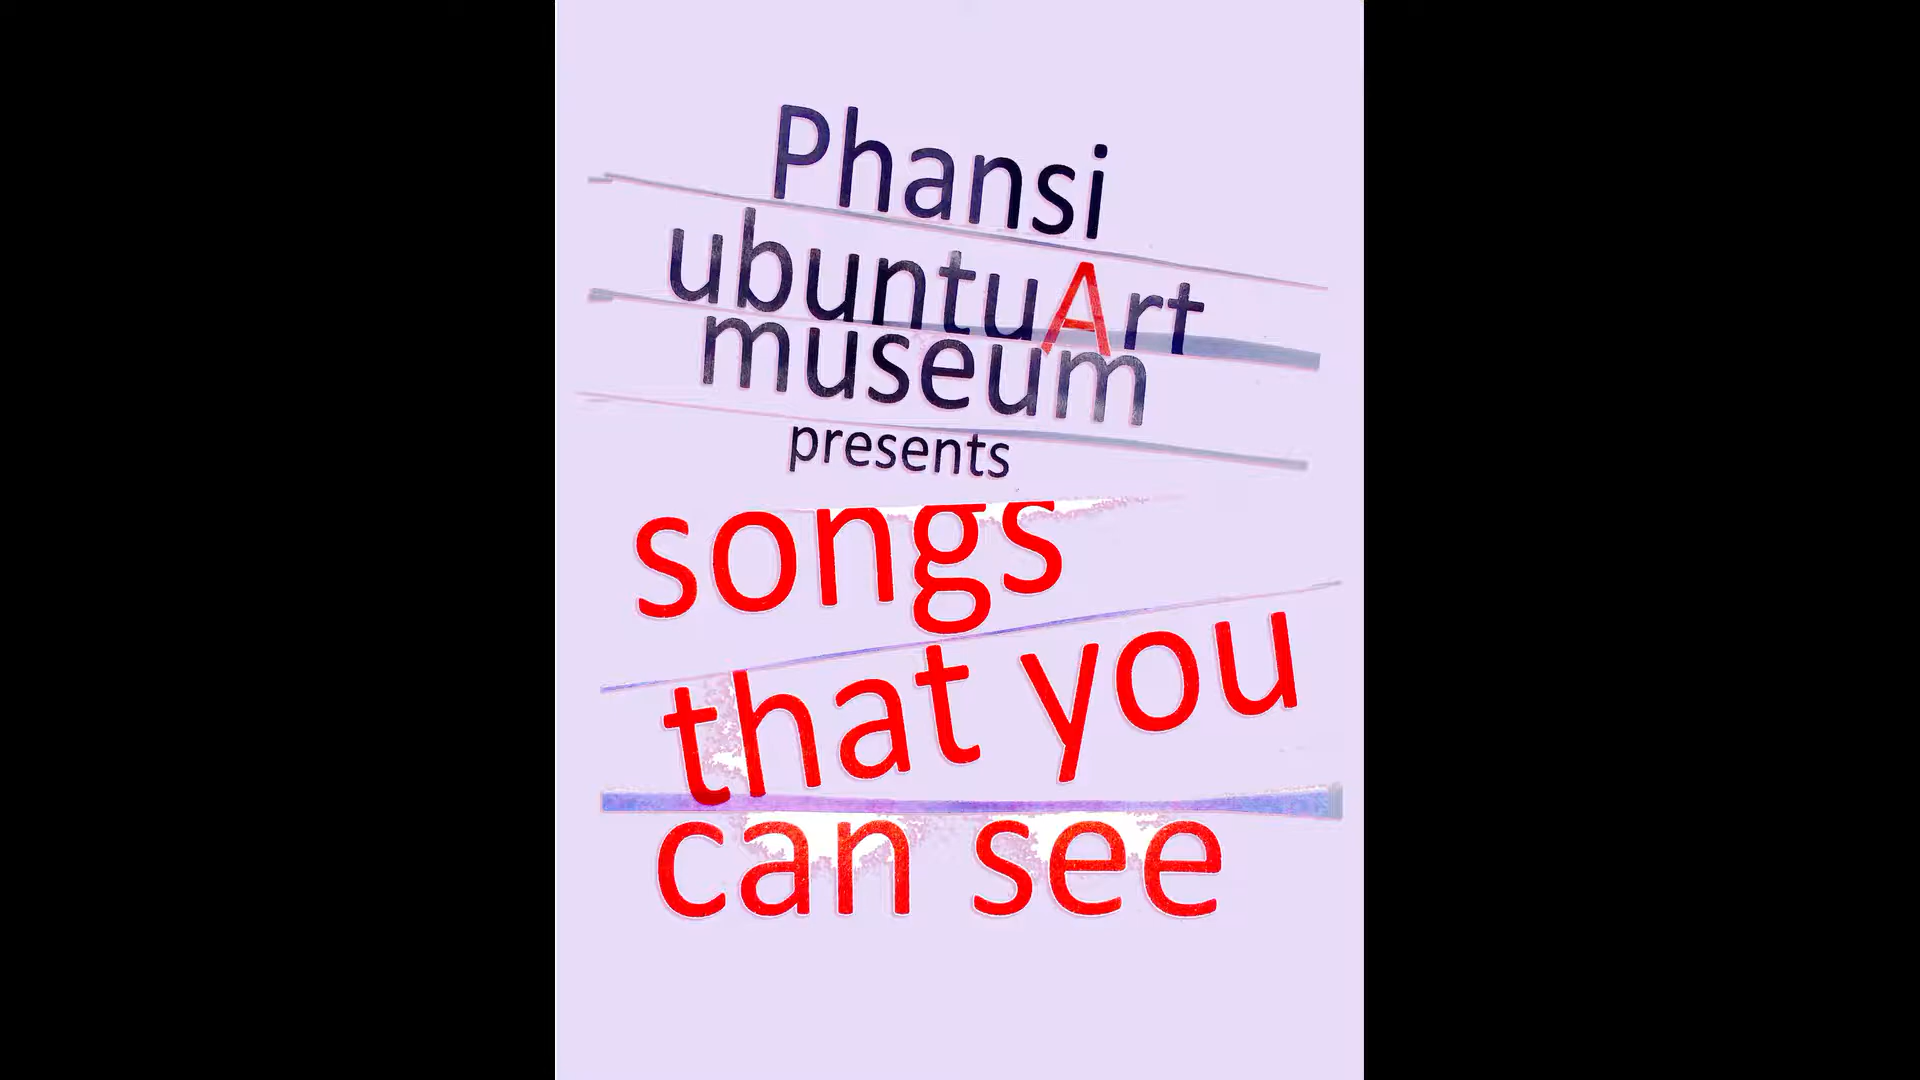 Phansi
ubuntuArt
museum
presents
songs
that you
can see